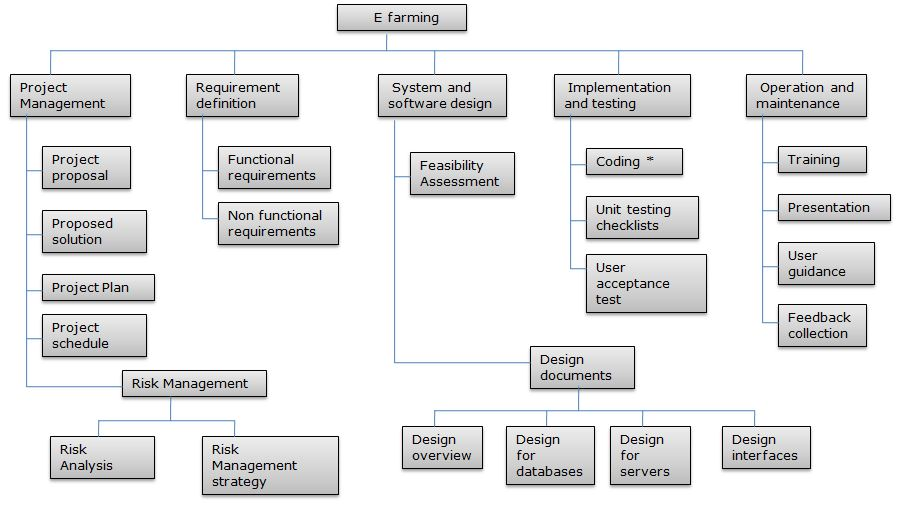 E farming
Project
Management
Requirement
definition
System and
software design
Implementation
and testing
Operation and
maintenance
Project
proposal
Proposed
solution
Project Plan
Project
schedule
Risk Management
Risk
Analysis
Risk
Management
strategy
Functional
requirements
Non functional
requirements
Feasibility
Assessment
Design
documents
Design
overview
Design
for
databases
Design
for
servers
Design
interfaces
Coding *
Unit testing
checklists
User
acceptance
test
Training
Presentation
User
guidance
Feedback
collection